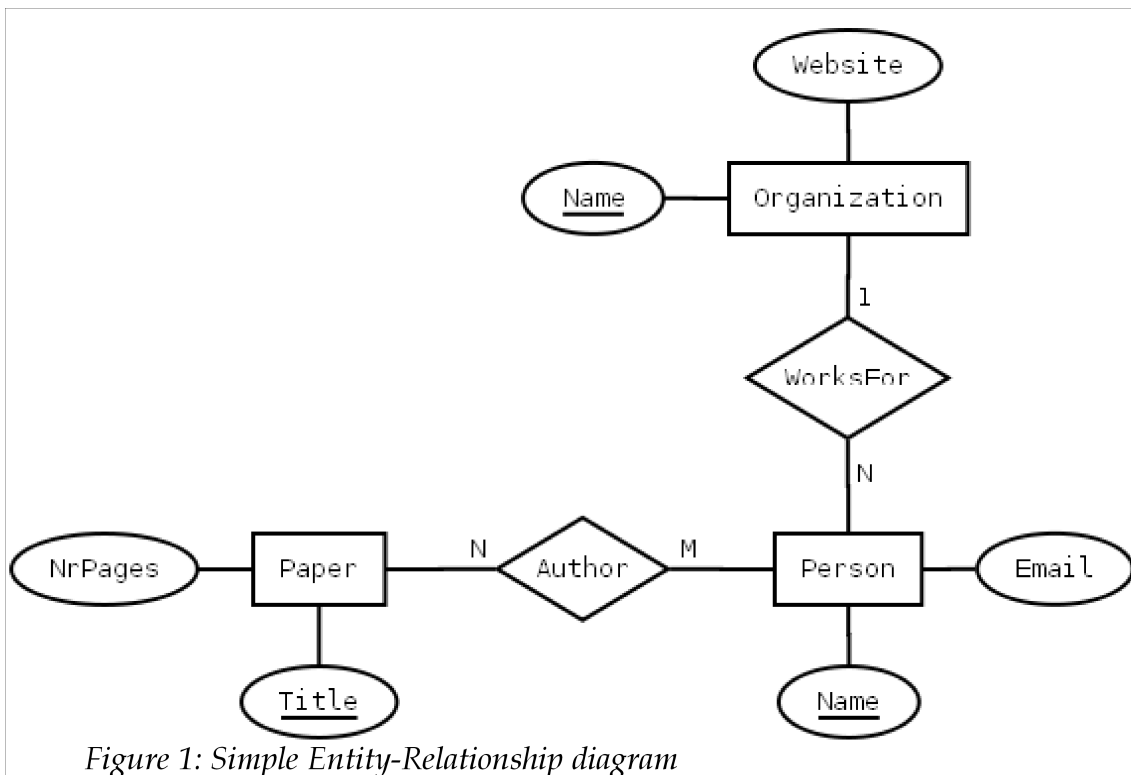 Website
Name
Organization
1
WorksFor
N
NrPages
Paper
N
Author
M
Person
Email
Title
Name
Figure 1: Simple Entity-Relationship diagram